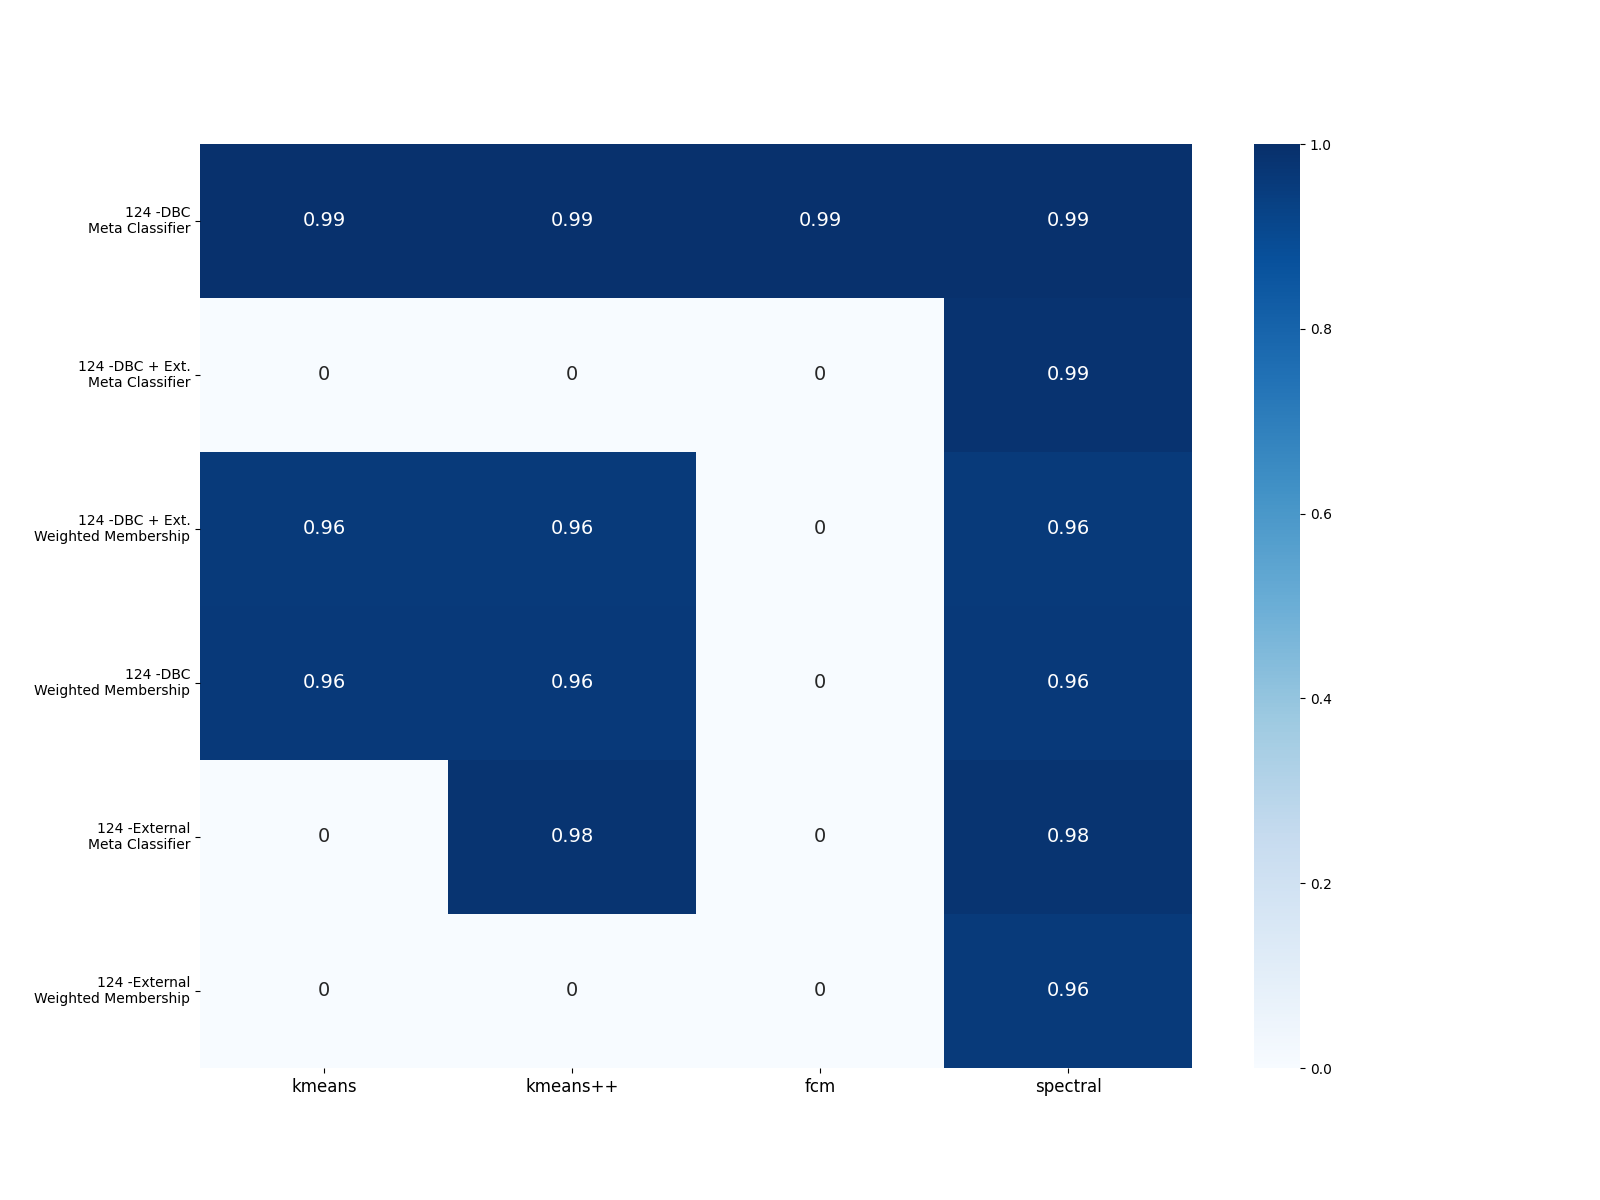 124 -DBC
Meta Classifier
0.99 0.99 0.99 0.99
124 -DBC + Ext.
Meta Classifier
0 0 0 0.99
124 -DBC + Ext.
Weighted Membership
0.96 0.96 0 0.96
124 -DBC
Weighted Membership
0.96 0.96 0 0.96
124 -External
Meta Classifier
0 0.98 0 0.98
124 -External
Weighted Membership
0 0 0 0.96
kmeans kmeans++ fcm spectral
1.0
0.8
0.6
0.4
0.2
0.0